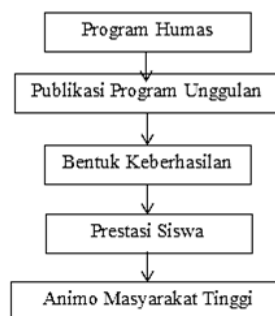 Program Humas
Publikasi Program Unggulan
Bentuk Keberhasilan
Prestasi Siswa
Animo Masyarakat Tinggi